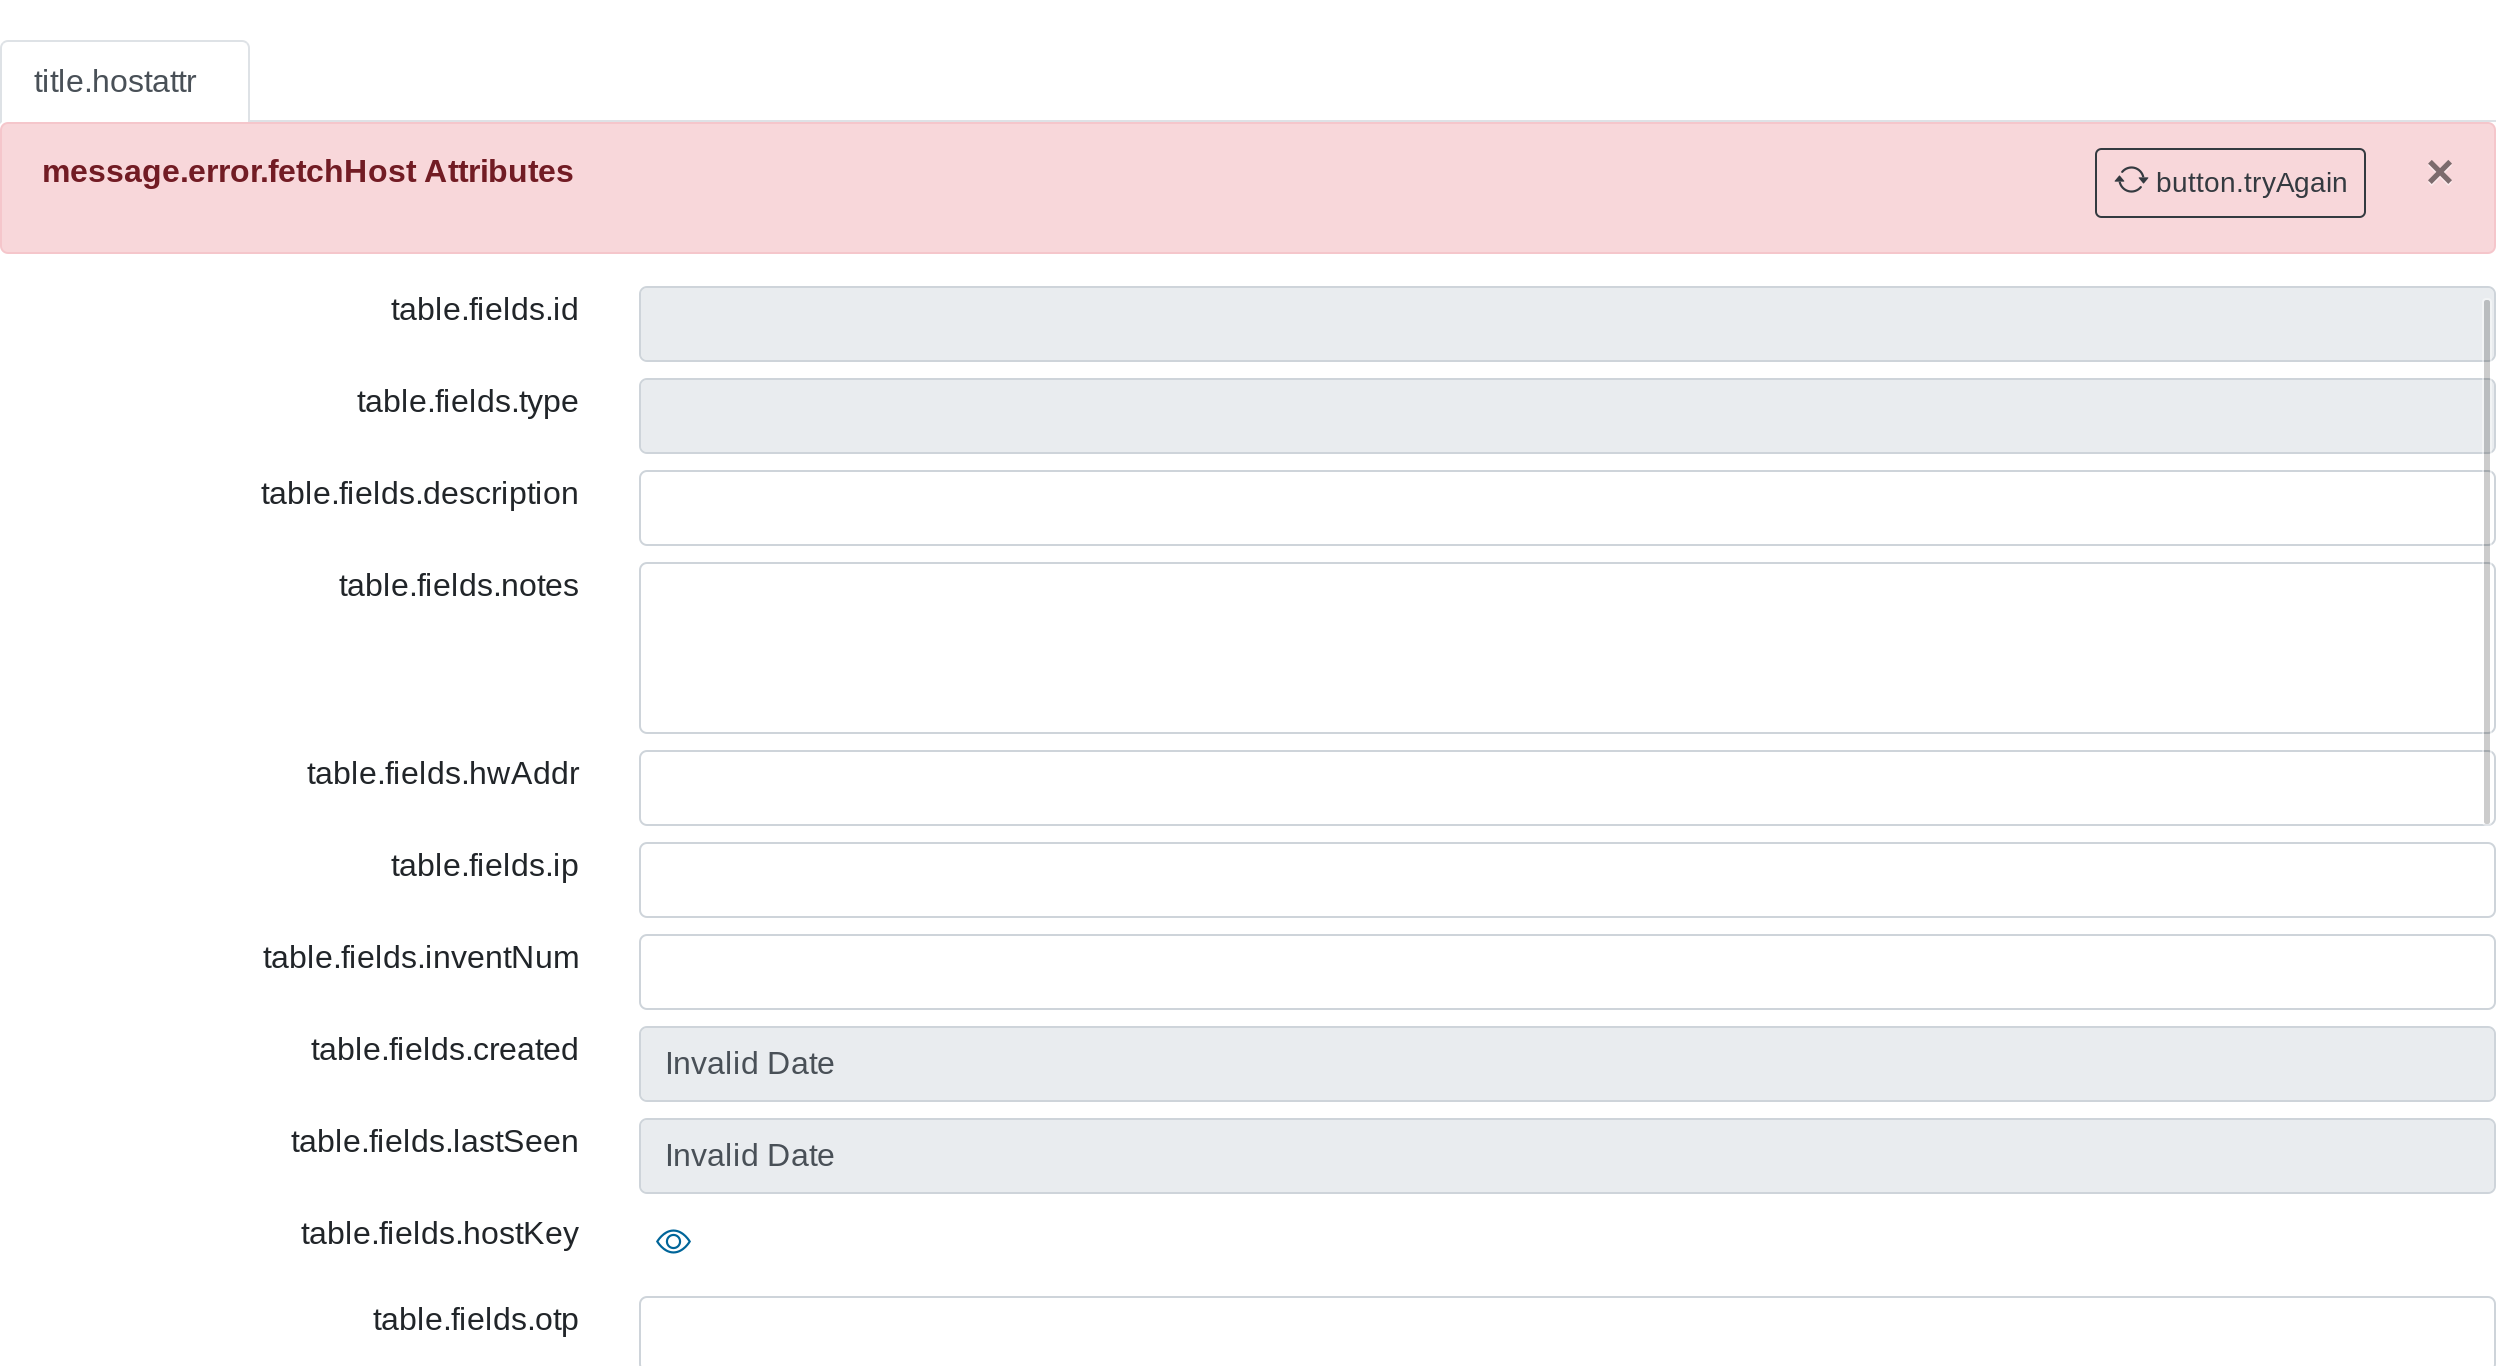 title.hostattr
message.error.fetchHost Attributes
button.tryAgain
table.fields.id
table.fields.type
table.fields.description
table.fields.notes
table.fields.hwAddr
table.fields.ip
table.fields.inventNum
table.fields.created
Invalid Date
table.fields.lastSeen
Invalid Date
table.fields.hostKey
table.fields.otp